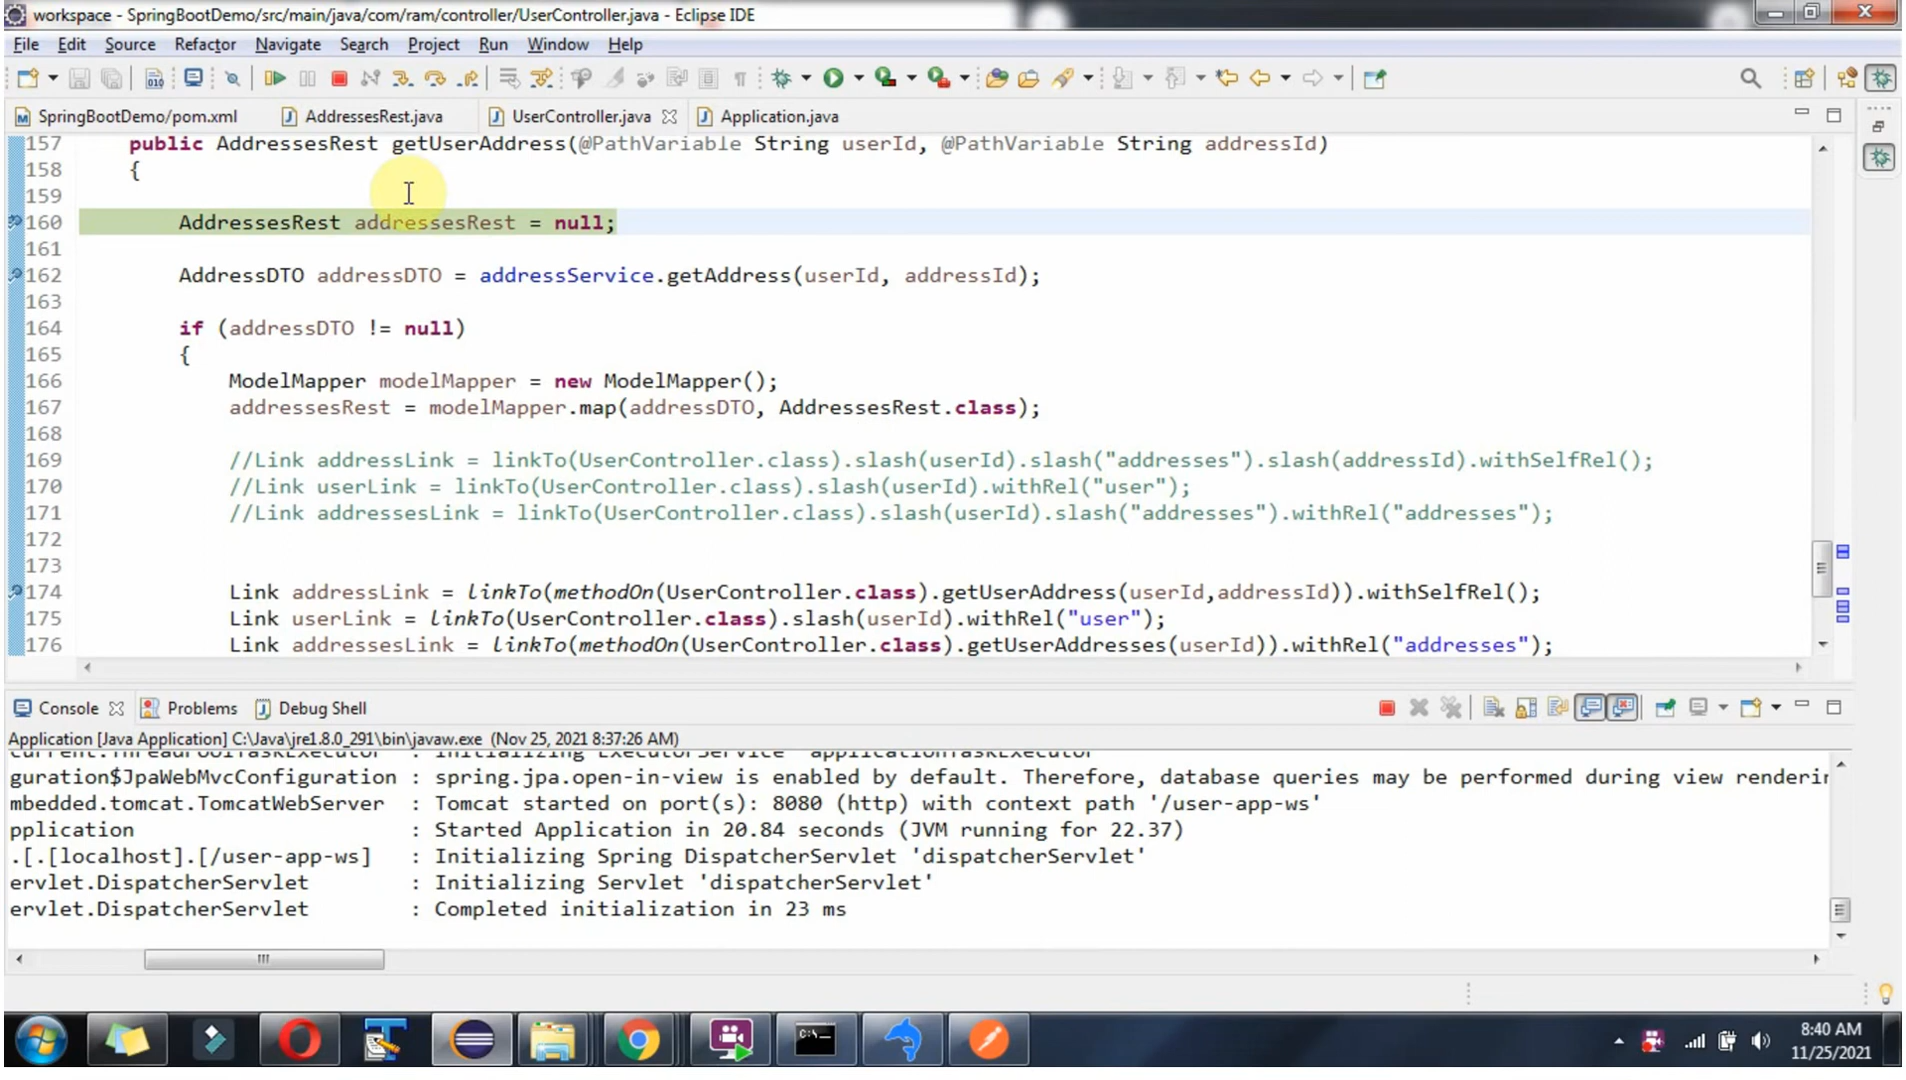 workspace - SpringBootDemo/src/main/java/com/ram/controller/UserController.java - Eclipse IDE
File Edit Source Refactor Navigate Search Project Run Window Help
SpringBootDemo/pom.xml AddressesRest.java UserController.java Application.java
157 public AddressesRest getUserAddress(@PathVariable String userId, @PathVariable String addressId)
158 {
159
160 AddressesRest addressesRest = null;
161
162 AddressDTO addressDTO = addressService.getAddress(userId, addressId);
163
164 if (addressDTO != null)
165 {
166 ModelMapper modelMapper = new ModelMapper();
167 addressesRest = modelMapper.map(addressDTO, AddressesRest.class);
168
169 //Link addressLink = linkTo(UserController.class).slash(userId).slash("addresses").slash(addressId).withSelfRel();
170 //Link userLink = linkTo(UserController.class).slash(userId).withRel("user");
171 //Link addressesLink = linkTo(UserController.class).slash(userId).slash("addresses").withRel("addresses");
172
173
174 Link addressLink = linkTo(methodOn(UserController.class).getUserAddress(userId,addressId)).withSelfRel();
175 Link userLink = linkTo(UserController.class).slash(userId).withRel("user");
176 Link addressesLink = linkTo(methodOn(UserController.class).getUserAddresses(userId)).withRel("addresses");
Console Problems Debug Shell
Application [Java Application] C:\Java\jre1.8.0_291\bin\javaw.exe (Nov 25, 2021 8:37:26 AM)
current.ThreadPoolTaskExecutor : Initializing ExecutorService 'applicationTaskExecutor'
guration$JpaWebMvcConfiguration : spring.jpa.open-in-view is enabled by default. Therefore, database queries may be performed during view renderin
mbedded.tomcat.TomcatWebServer : Tomcat started on port(s): 8080 (http) with context path '/user-app-ws'
pplication : Started Application in 20.84 seconds (JVM running for 22.37)
.[.[localhost].[/user-app-ws] : Initializing Spring DispatcherServlet 'dispatcherServlet'
ervlet.DispatcherServlet : Initializing Servlet 'dispatcherServlet'
ervlet.DispatcherServlet : Completed initialization in 23 ms
8:40 AM
11/25/2021